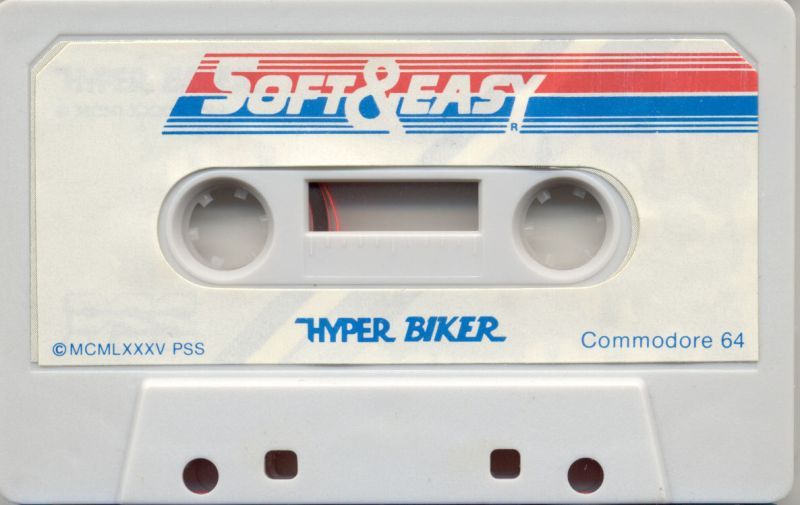 SOFT&EASY
R
HYPER BIKER
©MCMLXXXV PSS
Commodore 64